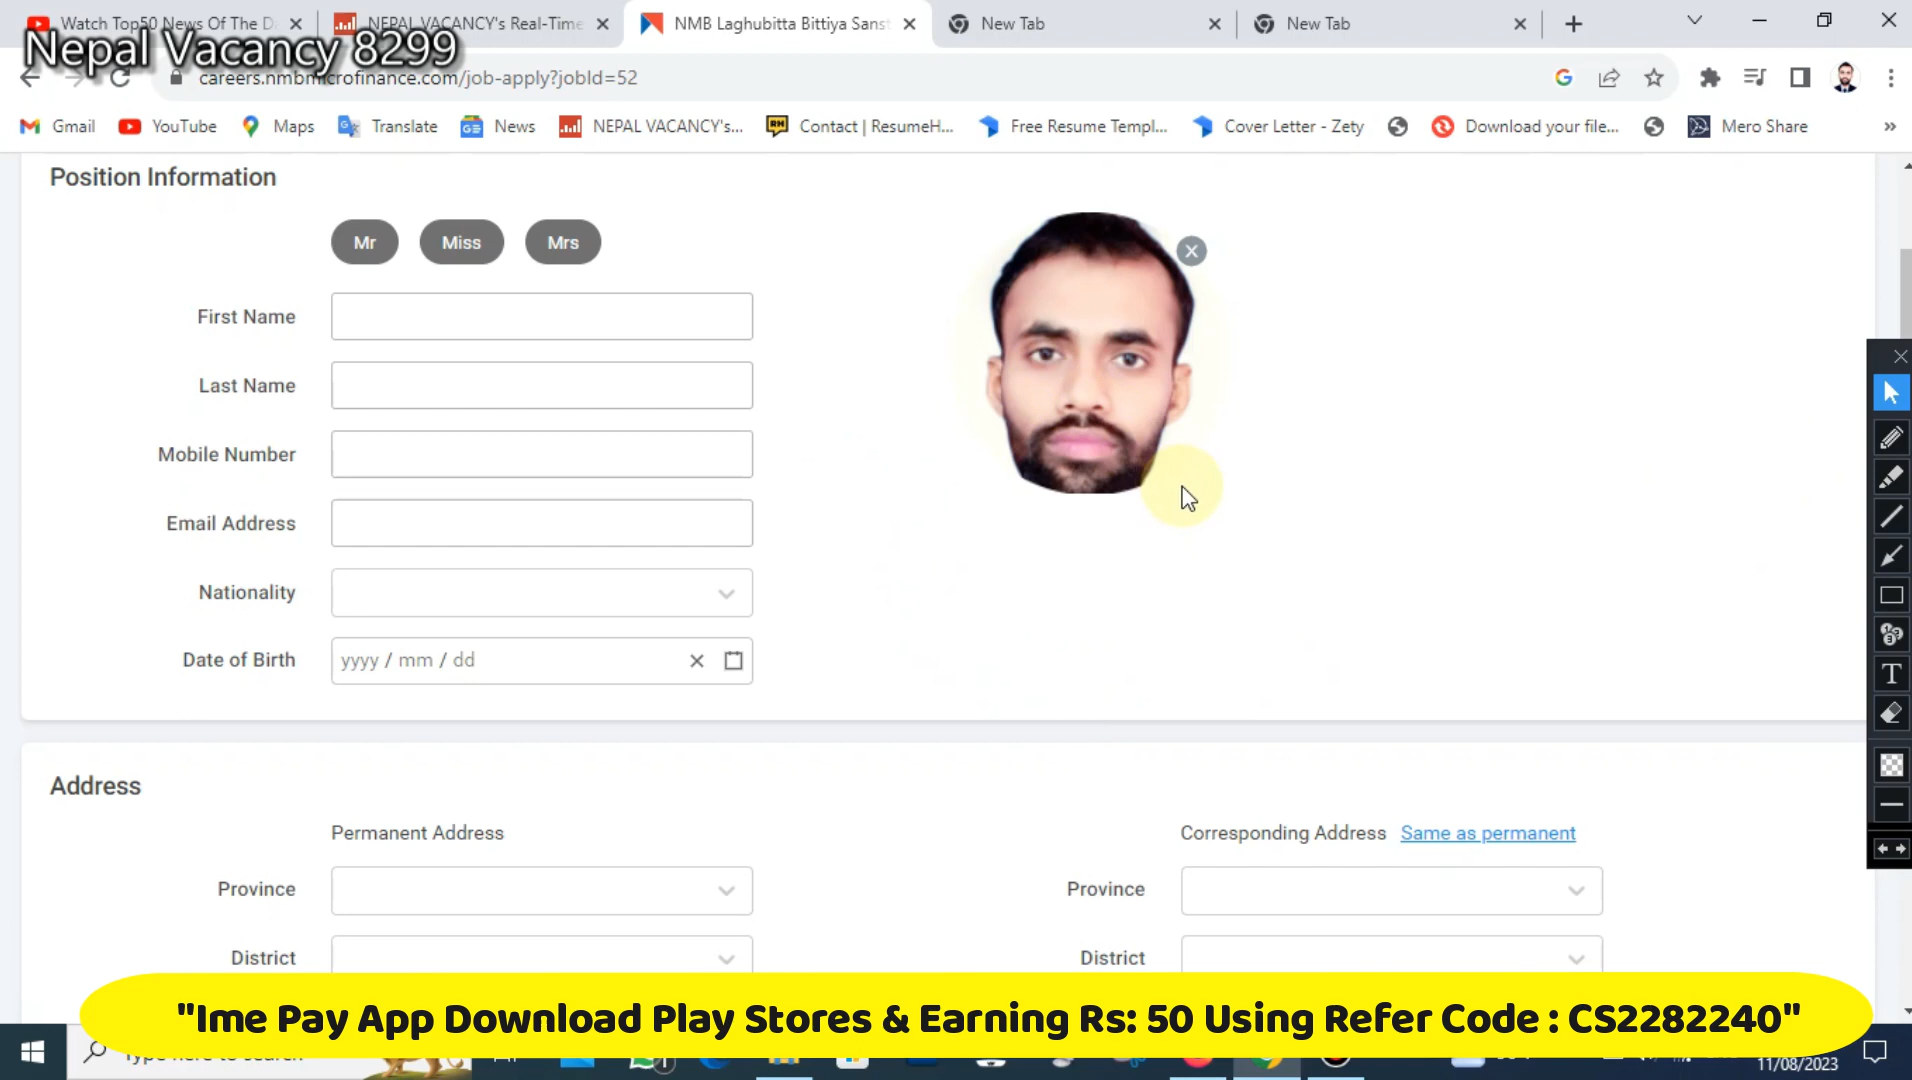 Watch Top50 News Of The D
NEPAL VACANCY's Real-Time
NMB Laghubitta Bittiya Sanst
New Tab
New Tab
Nepal Vacancy 8299
careers.nmbmicrofinance.com/job-apply?jobId=52
Gmail
YouTube
Maps
Translate
News
NEPAL VACANCY's...
Contact | ResumeH...
Free Resume Templ...
Cover Letter - Zety
Download your file...
Mero Share
Position Information
Mr
Miss
Mrs
First Name
Last Name
Mobile Number
Email Address
Nationality
Date of Birth
yyyy / mm / dd
Address
Permanent Address
Corresponding Address Same as permanent
Province
Province
District
District
"Ime Pay App Download Play Stores & Earning Rs: 50 Using Refer Code : CS2282240"
Type here to search
11/08/2023